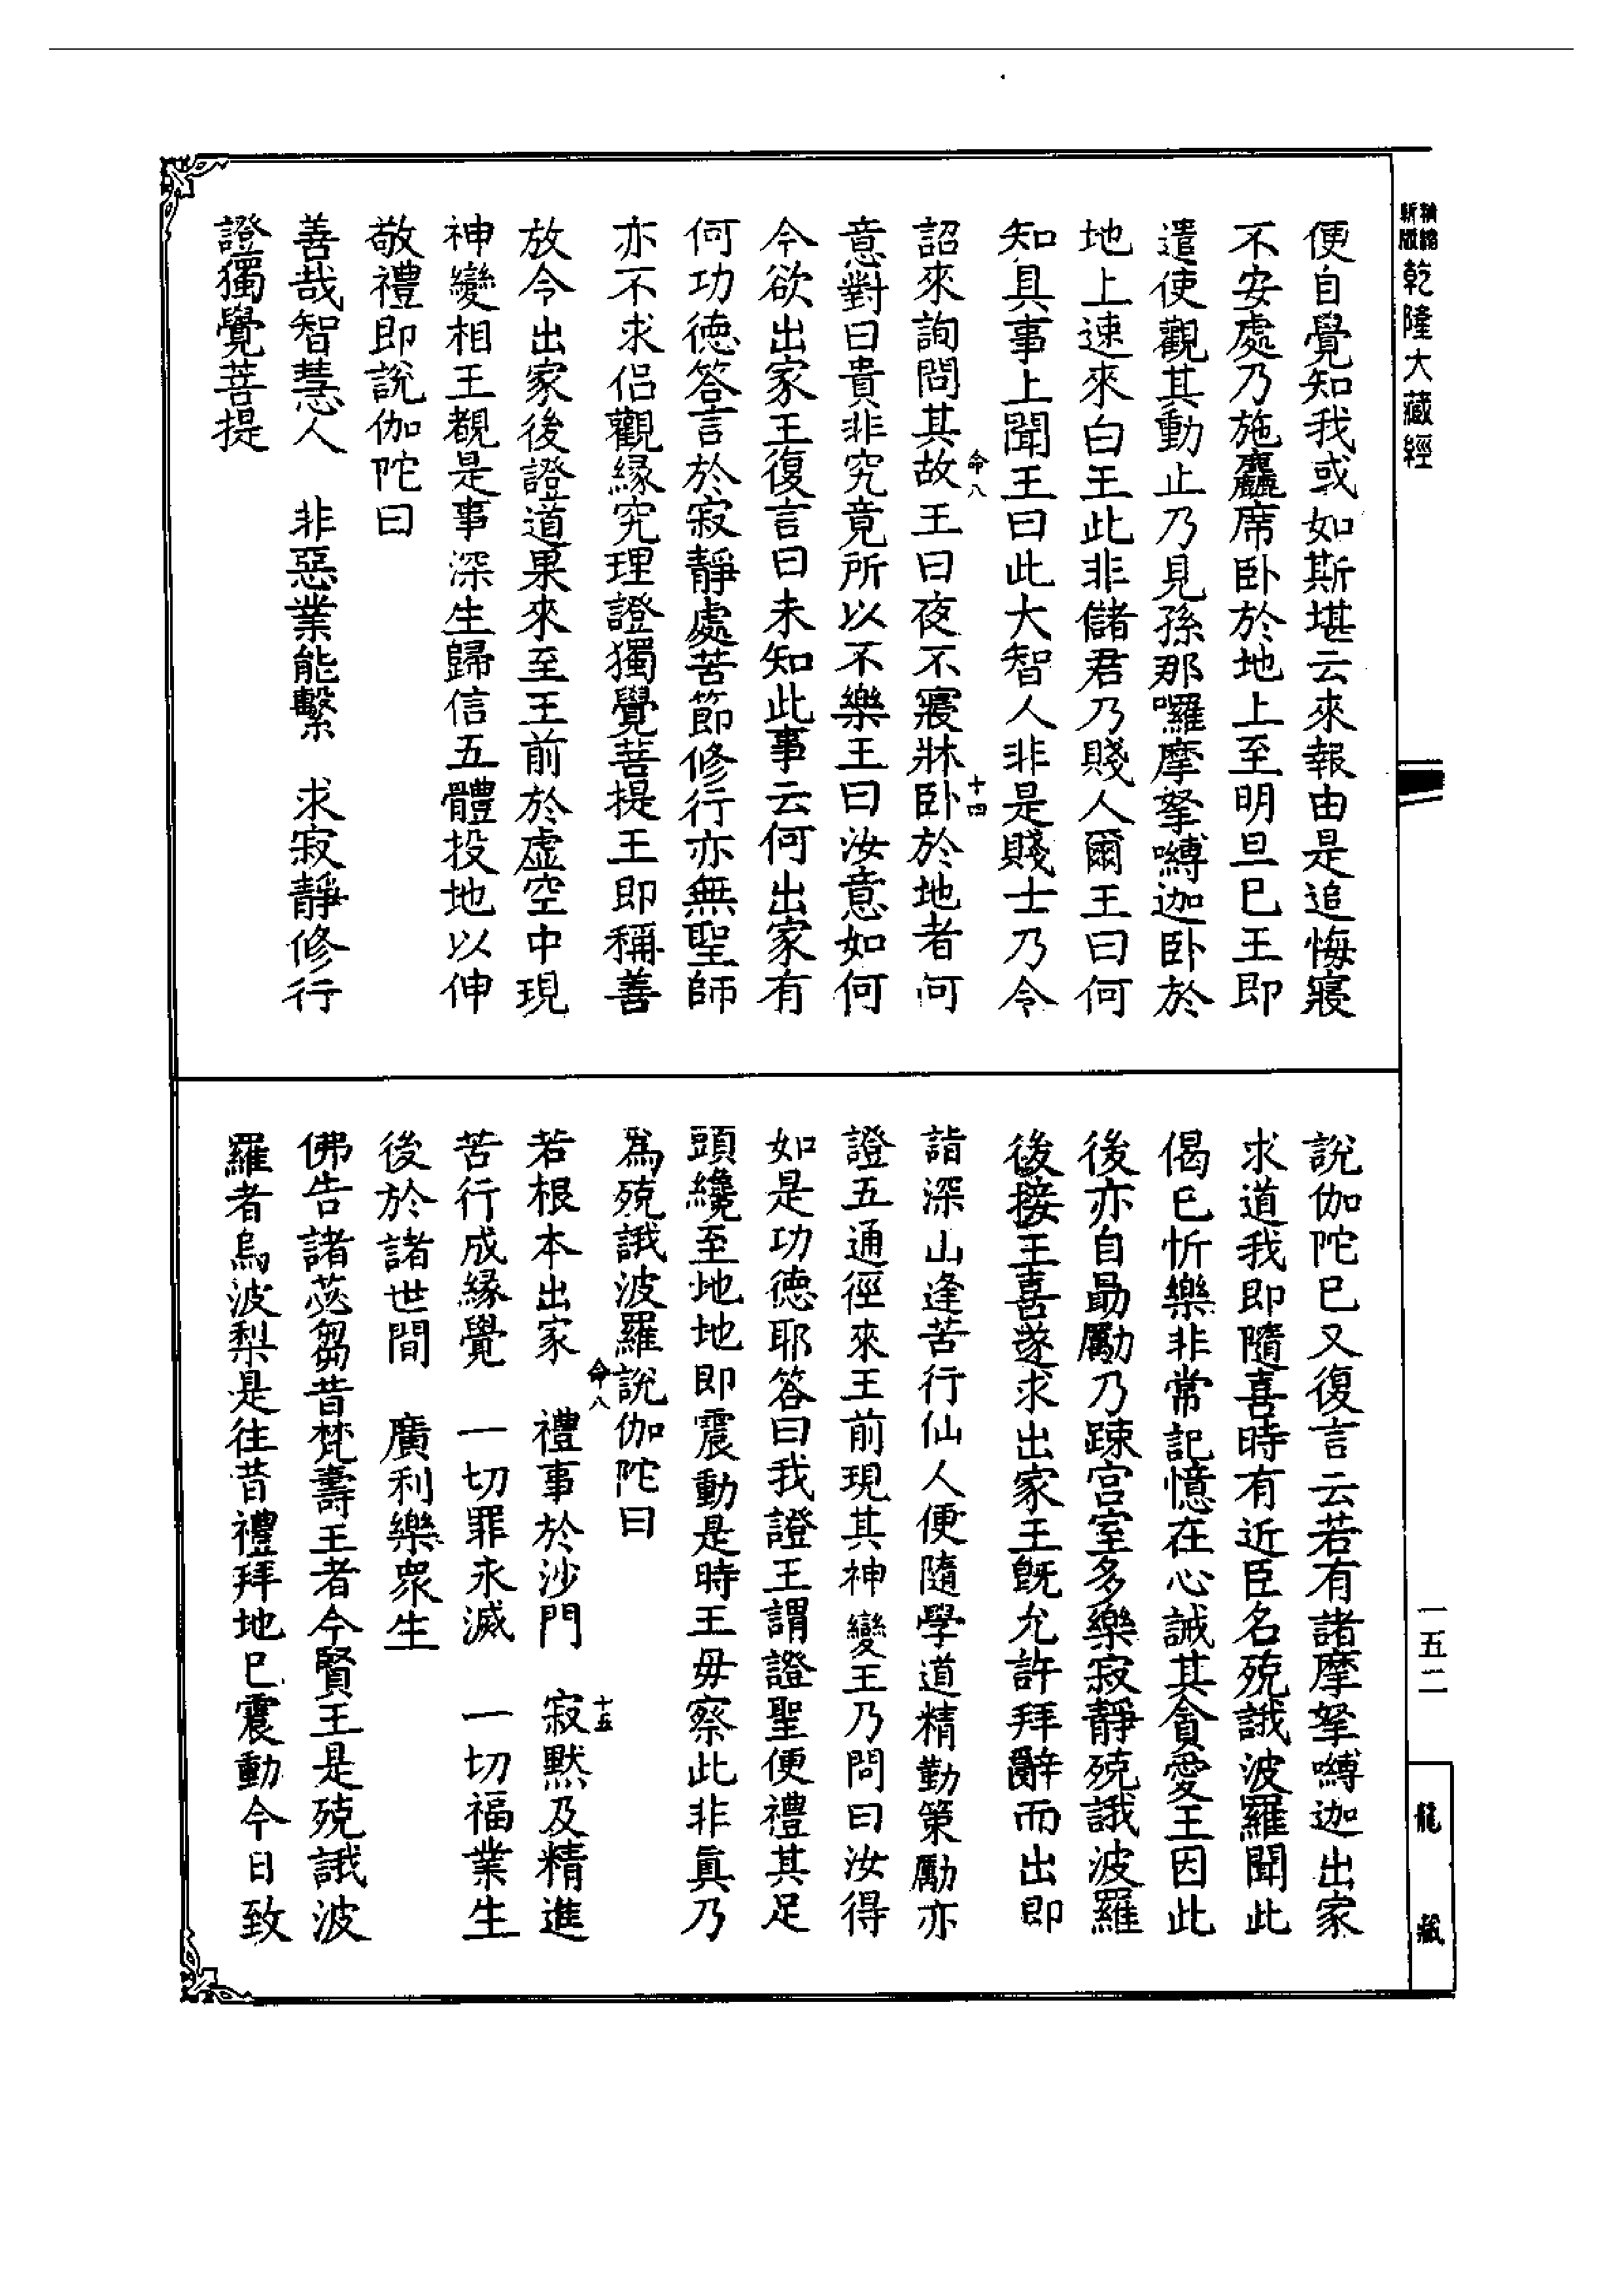 精縮新版
乾隆大藏經
便自覺知我或如斯堪云來報由是追悔寢
不安處乃施麤席卧於地上至明旦已王即
遣使觀其動止乃見孫那囉摩拏嚩迦卧於
地上速來白王此非儲君乃賤人爾王曰何
知具事上聞王曰此大智人非是賤士乃令
詔來詢問其故王曰夜不寢牀卧於地者何
命八
十四
意對曰貴非究竟所以不樂王曰汝意如何
今欲出家王復言曰未知此事云何出家有
何功德答言於寂靜處苦節修行亦無聖師
亦不求侶觀緣究理證獨覺菩提王即稱善
放令出家後證道果來至王前於虛空中現
神變相王覩是事深生歸信五體投地以伸
敬禮即說伽陀曰
善哉智慧人　非惡業能繫　求寂靜修行
證獨覺菩提
說伽陀已又復言云若有諸摩拏嚩迦出家
求道我即隨喜時有近臣名殑誐波羅聞此
偈已忻樂非常記憶在心誡其貪愛王因此
後亦自勗勵乃踈宮室多樂寂靜殑誐波羅
後接王喜遂求出家王旣允許拜辭而出即
詣深山逢苦行仙人便隨學道精勤策勵亦
證五通徑來王前現其神變王乃問曰汝得
如是功德耶答曰我證王謂證聖便禮其足
頭纔至地地即震動是時王毋察此非眞乃
為殑誐波羅說伽陀曰
命八
十五
若根本出家　禮事於沙門　寂默及精進
苦行成緣覺　一切罪永滅　一切福業生
後於諸世間　廣利樂衆生
佛告諸苾芻昔梵壽王者今賢王是殑誐波
羅者烏波梨是往昔禮拜地已震動今日致
一五二
龍藏